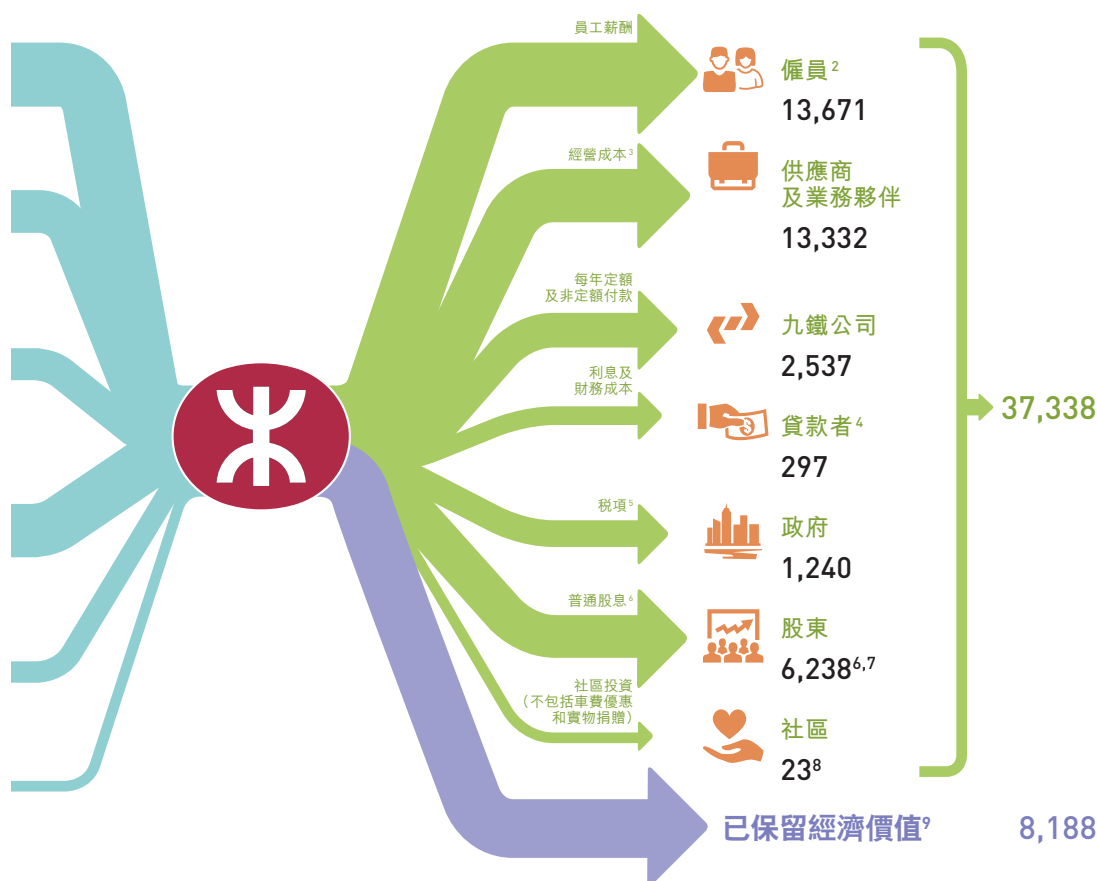 員工薪酬
僱員2
13,671
經營成本3
供應商
及業務夥伴
13,332
每年定額
及非定額付款
九鐵公司
2,537
利息及
財務成本
貸款者4
297
37,338
税項5
政府
1,240
普通股息6
股東
6,2386,7
社區投資
（不包括車費優惠
和實物捐贈）
社區
238
已保留經濟價值9
8,188